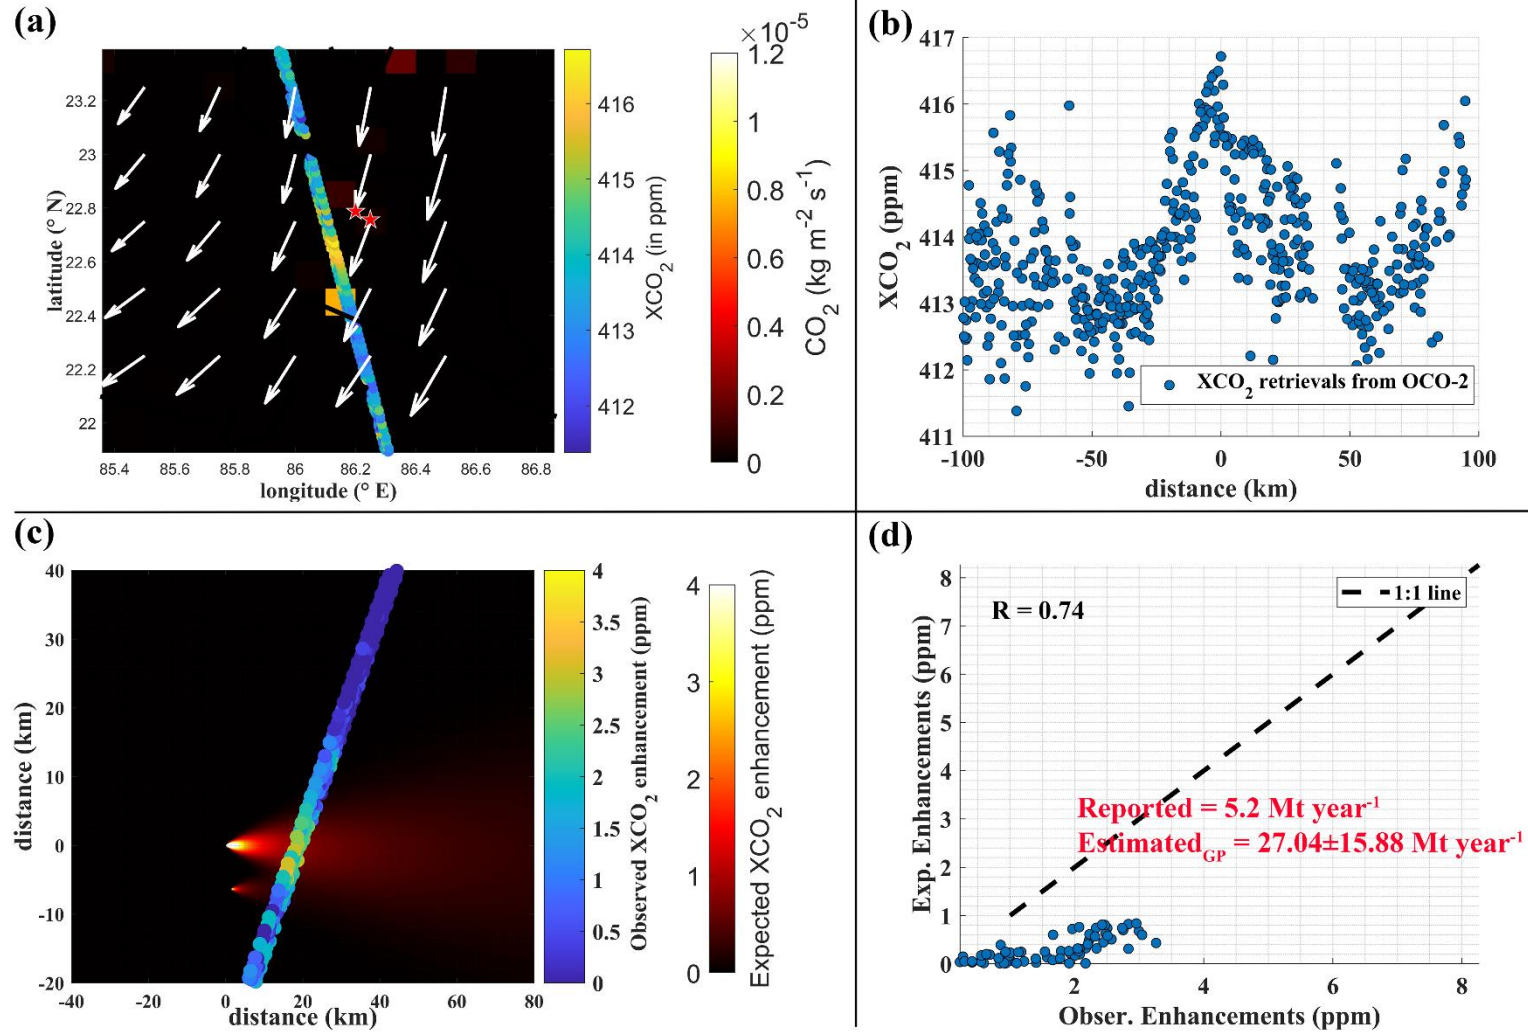 (a)
latitude (° N)
23.2
23
22.8
22.6
22.4
22.2
22
85.4 85.6 85.8 86 86.2 86.4 86.6 86.8
longitude (° E)
416
415
414
413
412
XCO2 (in ppm)
×10-5
1.2
1
0.8
0.6
0.4
0.2
0
CO2 (kg m-2 s-1)
(b)
XCO2 (ppm)
417
416
415
414
413
412
411
-100 -50 0 50 100
distance (km)
XCO2 retrievals from OCO-2
(c)
distance (km)
40
30
20
10
0
-10
-20
-40 -20 0 20 40 60 80
distance (km)
4
3.5
3
2.5
2
1.5
1
0.5
0
Observed XCO2 enhancement (ppm)
4
3
2
1
0
Expected XCO2 enhancement (ppm)
(d)
Exp. Enhancements (ppm)
8
7
6
5
4
3
2
1
0
2 4 6 8
Obser. Enhancements (ppm)
R = 0.74
1:1 line
Reported = 5.2 Mt year-1
EstimatedGP = 27.04±15.88 Mt year-1